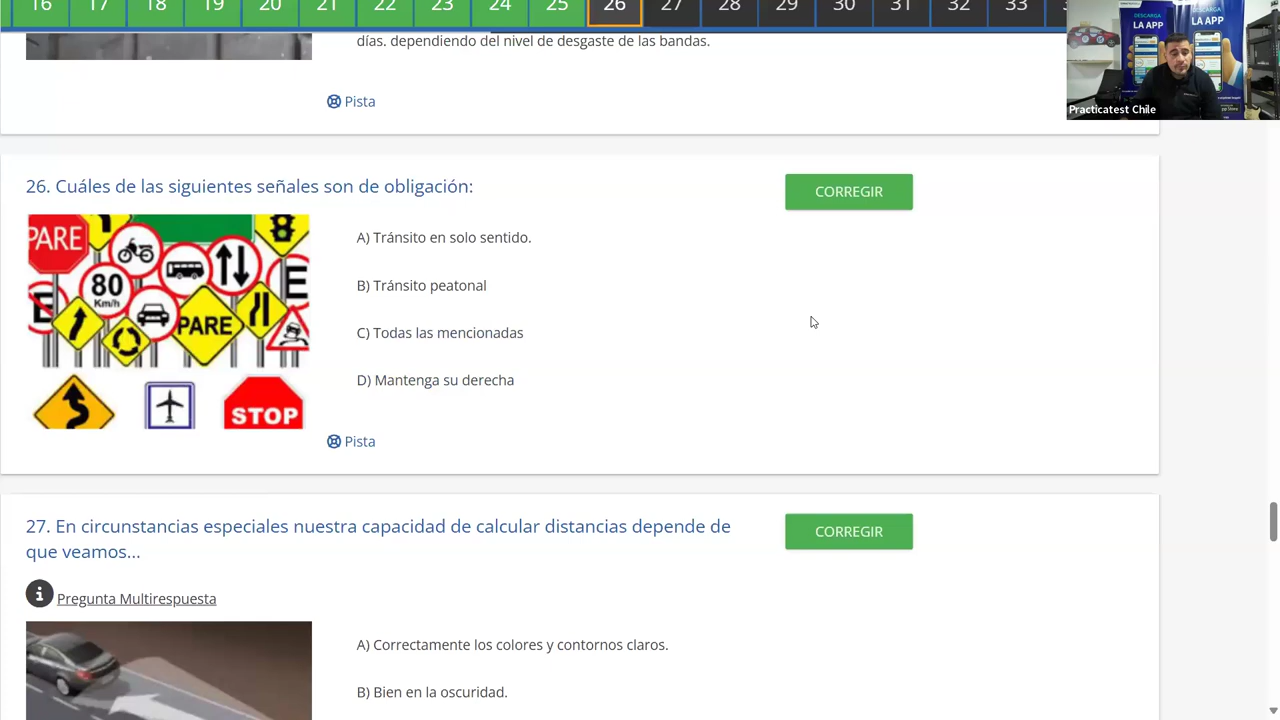 16 17 18 19 20 21 22 23 24 25 26 27 28 29 30 31 32 33
días. dependiendo del nivel de desgaste de las bandas.
Pista
DESCARGA
LA APP
DESCARGA
LA APP
Practicatest Chile
26. Cuáles de las siguientes señales son de obligación:
CORREGIR
PARE
80
Km/h
E
E
PARE
STOP
A) Tránsito en solo sentido.
B) Tránsito peatonal
C) Todas las mencionadas
D) Mantenga su derecha
Pista
27. En circunstancias especiales nuestra capacidad de calcular distancias depende de
que veamos...
CORREGIR
i
Pregunta Multirespuesta
A) Correctamente los colores y contornos claros.
B) Bien en la oscuridad.